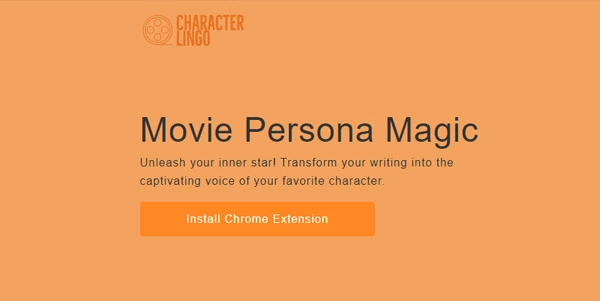 CHARACTER
LINGO
Movie Persona Magic
Unleash your inner star! Transform your writing into the
captivating voice of your favorite character.
Install Chrome Extension